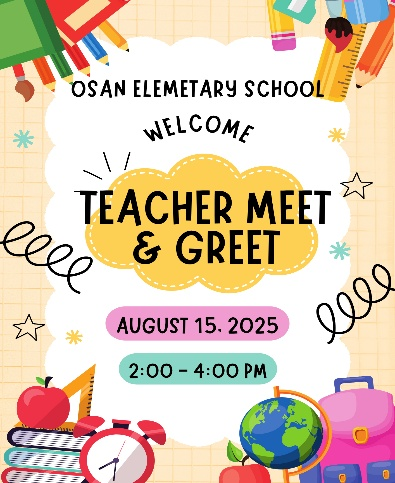 OSAN ELEMETARY SCHOOL
WELCOME
TEACHER MEET
& GREET
AUGUST 15, 2025
2:00 - 4:00 PM